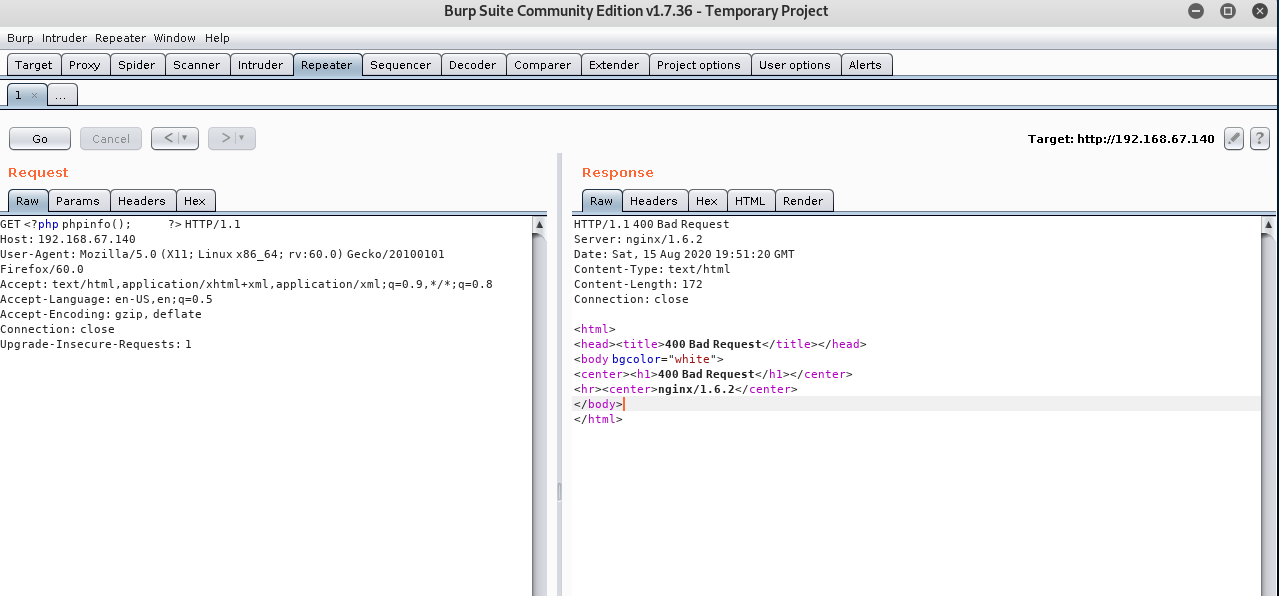 Burp Suite Community Edition v1.7.36 - Temporary Project
Burp Intruder Repeater Window Help
Target Proxy Spider Scanner Intruder Repeater Sequencer Decoder Comparer Extender Project options User options Alerts
1 × ...
Go Cancel < > Target: http://192.168.67.140 ?
Request
Raw Params Headers Hex
GET <?php phpinfo(); ?> HTTP/1.1
Host: 192.168.67.140
User-Agent: Mozilla/5.0 (X11; Linux x86_64; rv:60.0) Gecko/20100101
Firefox/60.0
Accept: text/html,application/xhtml+xml,application/xml;q=0.9,*/*;q=0.8
Accept-Language: en-US,en;q=0.5
Accept-Encoding: gzip, deflate
Connection: close
Upgrade-Insecure-Requests: 1
Response
Raw Headers Hex HTML Render
HTTP/1.1 400 Bad Request
Server: nginx/1.6.2
Date: Sat, 15 Aug 2020 19:51:20 GMT
Content-Type: text/html
Content-Length: 172
Connection: close
<html>
<head><title>400 Bad Request</title></head>
<body bgcolor="white">
<center><h1>400 Bad Request</h1></center>
<hr><center>nginx/1.6.2</center>
</body>
</html>